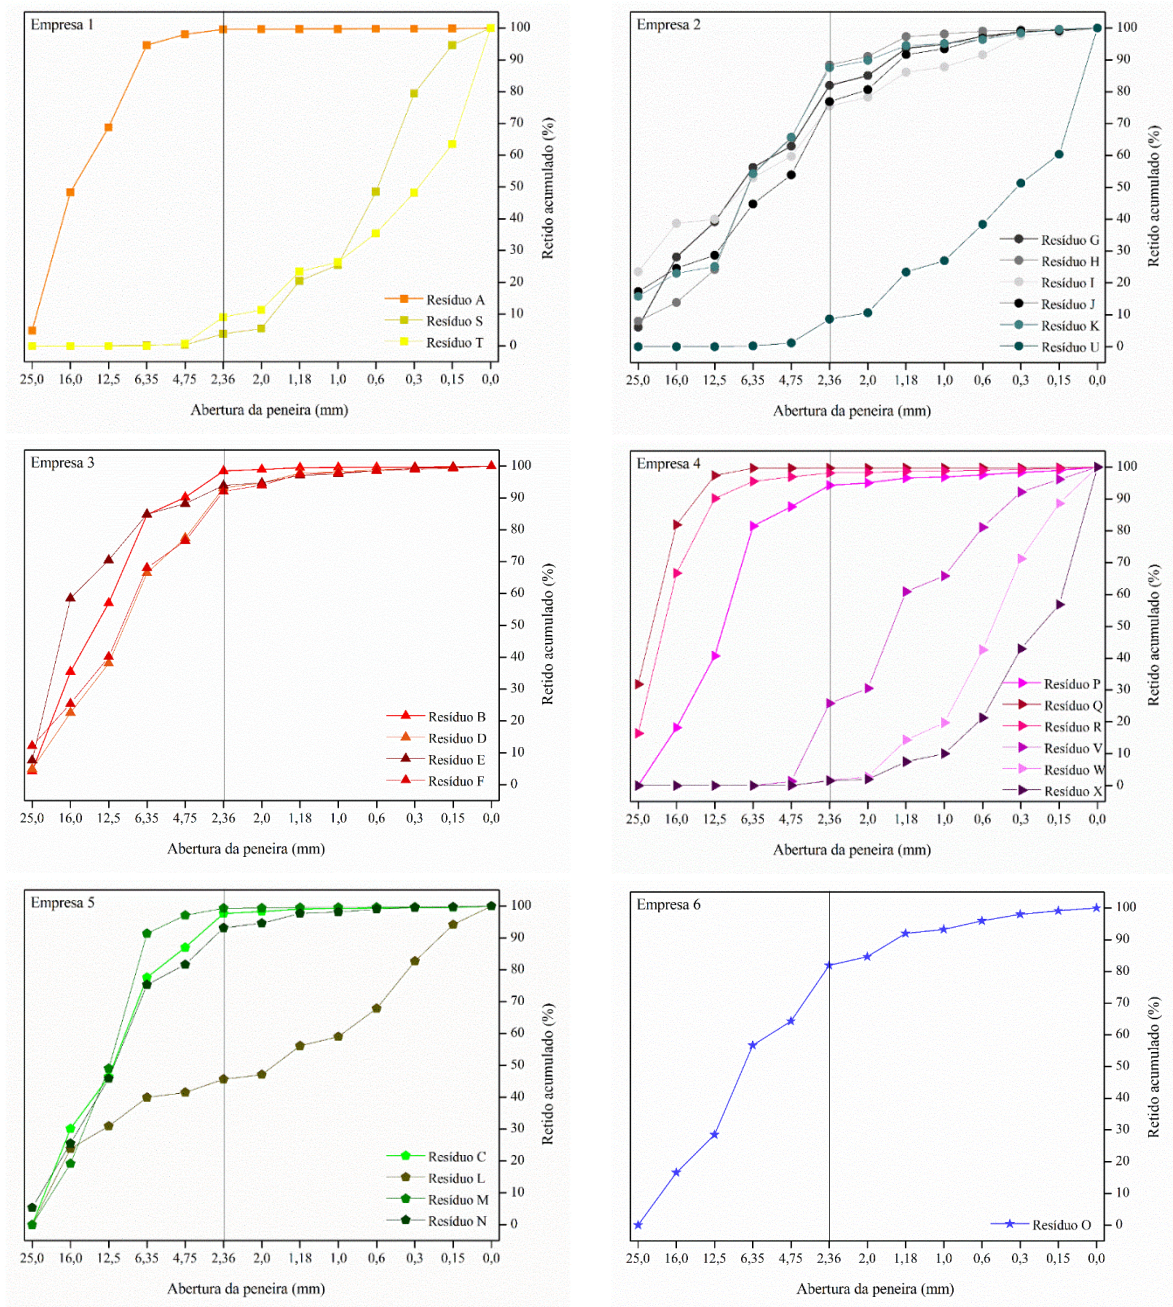 Empresa 1
100
90
80
70
60
50
40
30
20
10
0
Retido acumulado (%)
Resíduo A
Resíduo S
Resíduo T
25,0 16,0 12,5 6,35 4,75 2,36 2,0 1,18 1,0 0,6 0,3 0,15 0,0
Abertura da peneira (mm)
Empresa 2
100
90
80
70
60
50
40
30
20
10
0
Retido acumulado (%)
Resíduo G
Resíduo H
Resíduo I
Resíduo J
Resíduo K
Resíduo U
25,0 16,0 12,5 6,35 4,75 2,36 2,0 1,18 1,0 0,6 0,3 0,15 0,0
Abertura da peneira (mm)
Empresa 3
100
90
80
70
60
50
40
30
20
10
0
Retido acumulado (%)
Resíduo B
Resíduo D
Resíduo E
Resíduo F
25,0 16,0 12,5 6,35 4,75 2,36 2,0 1,18 1,0 0,6 0,3 0,15 0,0
Abertura da peneira (mm)
Empresa 4
100
90
80
70
60
50
40
30
20
10
0
Retido acumulado (%)
Resíduo P
Resíduo Q
Resíduo R
Resíduo V
Resíduo W
Resíduo X
25,0 16,0 12,5 6,35 4,75 2,36 2,0 1,18 1,0 0,6 0,3 0,15 0,0
Abertura da peneira (mm)
Empresa 5
100
90
80
70
60
50
40
30
20
10
0
Retido acumulado (%)
Resíduo C
Resíduo L
Resíduo M
Resíduo N
25,0 16,0 12,5 6,35 4,75 2,36 2,0 1,18 1,0 0,6 0,3 0,15 0,0
Abertura da peneira (mm)
Empresa 6
100
90
80
70
60
50
40
30
20
10
0
Retido acumulado (%)
Resíduo O
25,0 16,0 12,5 6,35 4,75 2,36 2,0 1,18 1,0 0,6 0,3 0,15 0,0
Abertura da peneira (mm)